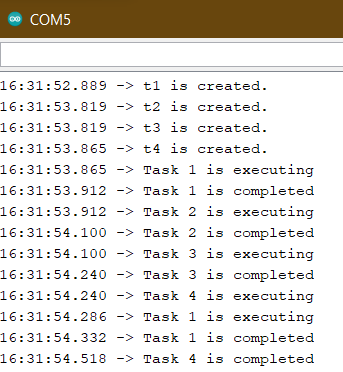 COM5
16:31:52.889 -> t1 is created.
16:31:53.819 -> t2 is created.
16:31:53.819 -> t3 is created.
16:31:53.865 -> t4 is created.
16:31:53.865 -> Task 1 is executing
16:31:53.912 -> Task 1 is completed
16:31:53.912 -> Task 2 is executing
16:31:54.100 -> Task 2 is completed
16:31:54.100 -> Task 3 is executing
16:31:54.240 -> Task 3 is completed
16:31:54.240 -> Task 4 is executing
16:31:54.286 -> Task 1 is executing
16:31:54.332 -> Task 1 is completed
16:31:54.518 -> Task 4 is completed